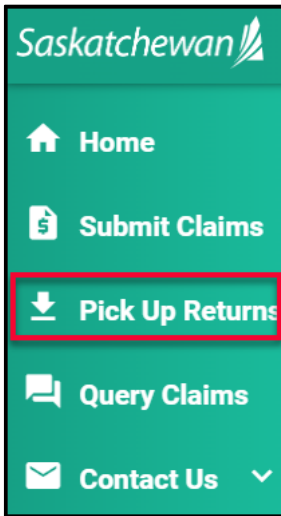 Saskatchewan
Home
Submit Claims
Pick Up Returns
Query Claims
Contact Us